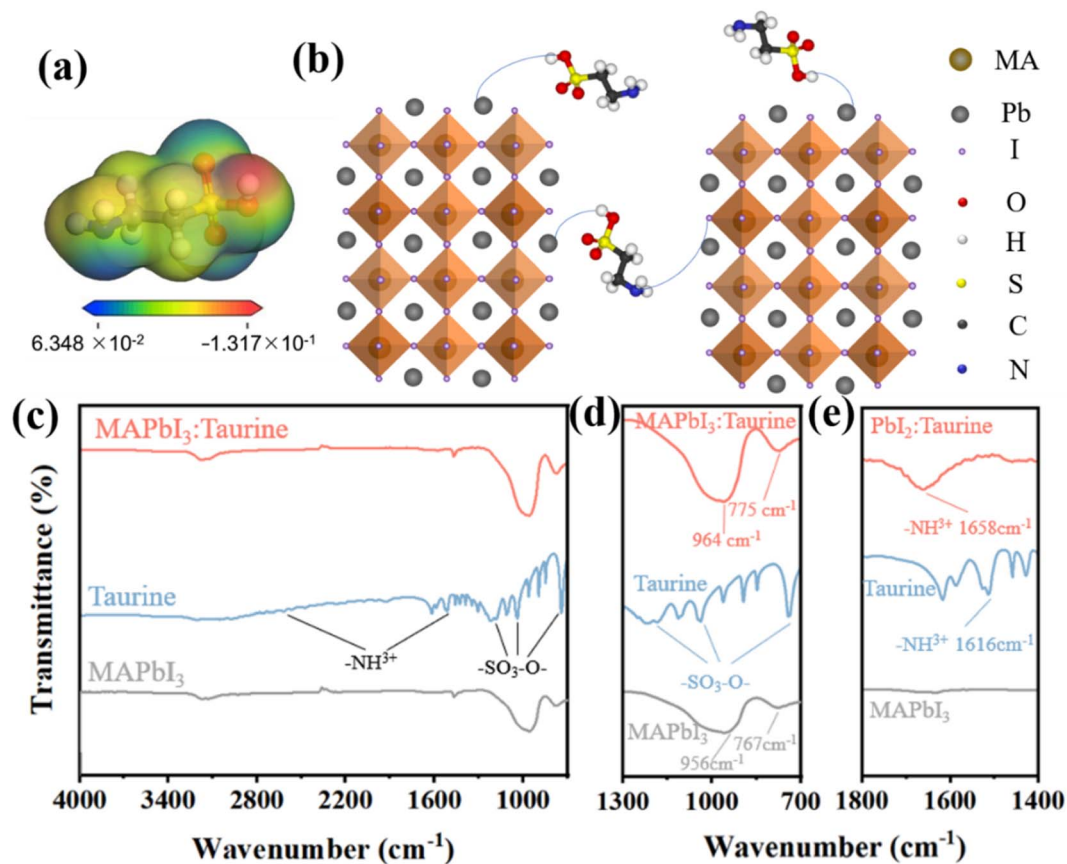 (a)
6.348 ×10⁻²
-1.317×10⁻¹
(b)
MA
Pb
I
O
H
S
C
N
(c)
MAPbI₃:Taurine
Taurine
-NH³⁺
-SO₃-O-
MAPbI₃
Transmittance (%)
4000 3400 2800 2200 1600 1000
Wavenumber (cm⁻¹)
(d)
MAPbI₃:Taurine
775 cm⁻¹
964 cm⁻¹
Taurine
-SO₃-O-
MAPbI₃
767cm⁻¹
956cm⁻¹
1300 1000 700
Wavenumber (cm⁻¹)
(e)
PbI₂:Taurine
-NH³⁺ 1658cm⁻¹
Taurine
-NH³⁺ 1616cm⁻¹
MAPbI₃
1800 1600 1400